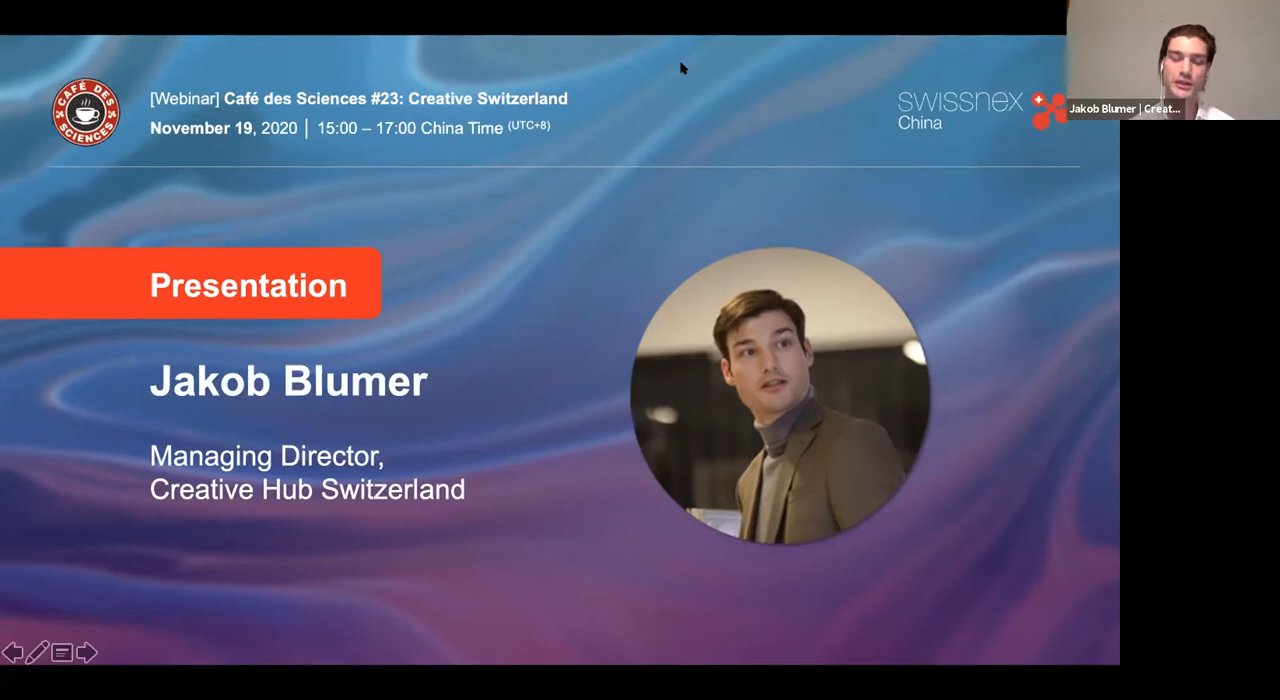 CAFÉ DES SCIENCES
[Webinar] Café des Sciences #23: Creative Switzerland
November 19, 2020 | 15:00 – 17:00 China Time (UTC+8)
swissnex
China
Jakob Blumer | Creat...
Presentation
Jakob Blumer
Managing Director,
Creative Hub Switzerland